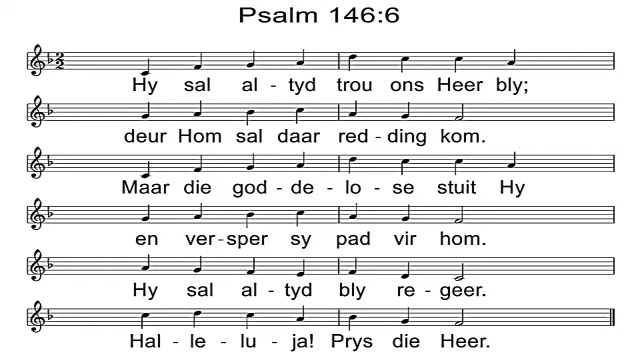 Psalm 146:6
Hy sal al - tyd trou ons Heer bly;
deur Hom sal daar red - ding kom.
Maar die god - de - lo - se stuit Hy
en ver - sper sy pad vir hom.
Hy sal al - tyd bly re - geer.
Hal - le - lu - ja! Prys die Heer.